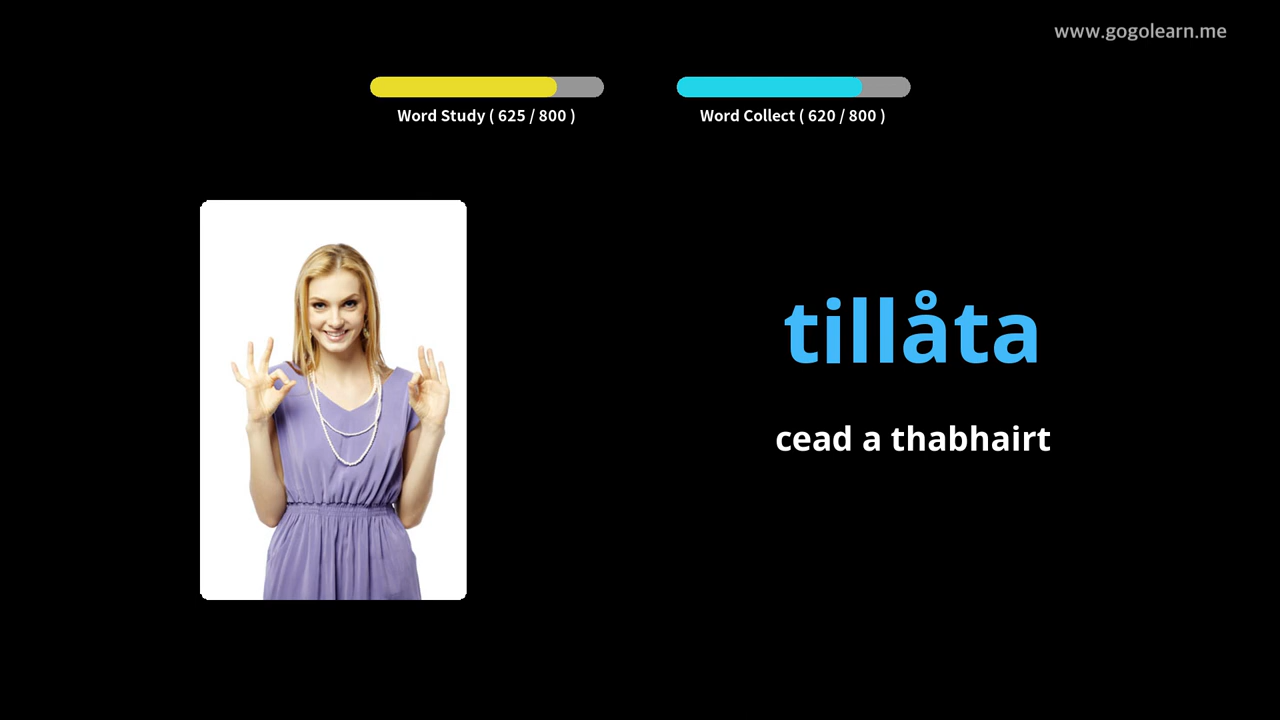 www.gogolearn.me
Word Study ( 625 / 800 )
Word Collect ( 620 / 800 )
tillåta
cead a thabhairt